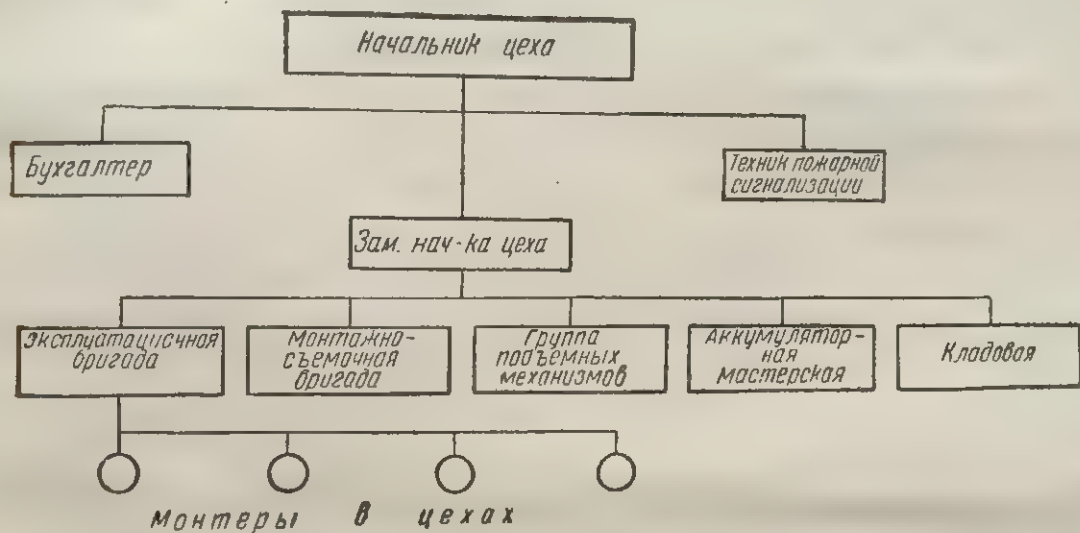 Начальник цеха
Бухгалтер
Техник пожарной
сигнализации
Зам. нач-ка цеха
Эксплуатационная
бригада
Монтажно-
съемочная
бригада
Группа
подъемных
механизмов
Аккумулятор-
ная
мастерская
Кладовая
Монтеры в цехах